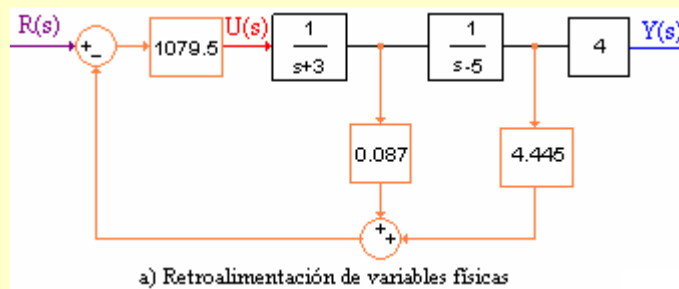 R(s)
+
-
1079.5
U(s)
1
s+3
1
s-5
4
Y(s)
0.087
4.445
+
+
a) Retroalimentación de variables físicas